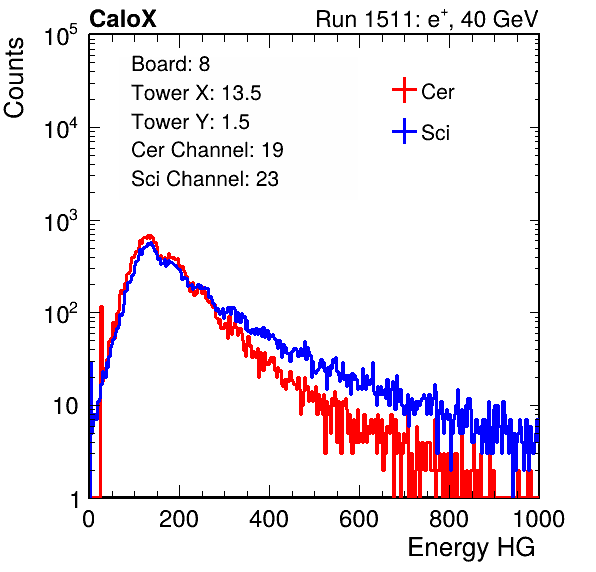 CaloX Run 1511: e⁺, 40 GeV
Counts
Board: 8
Tower X: 13.5
Tower Y: 1.5
Cer Channel: 19
Sci Channel: 23
Cer
Sci
10⁵
10⁴
10³
10²
10
1
0 200 400 600 800 1000
Energy HG